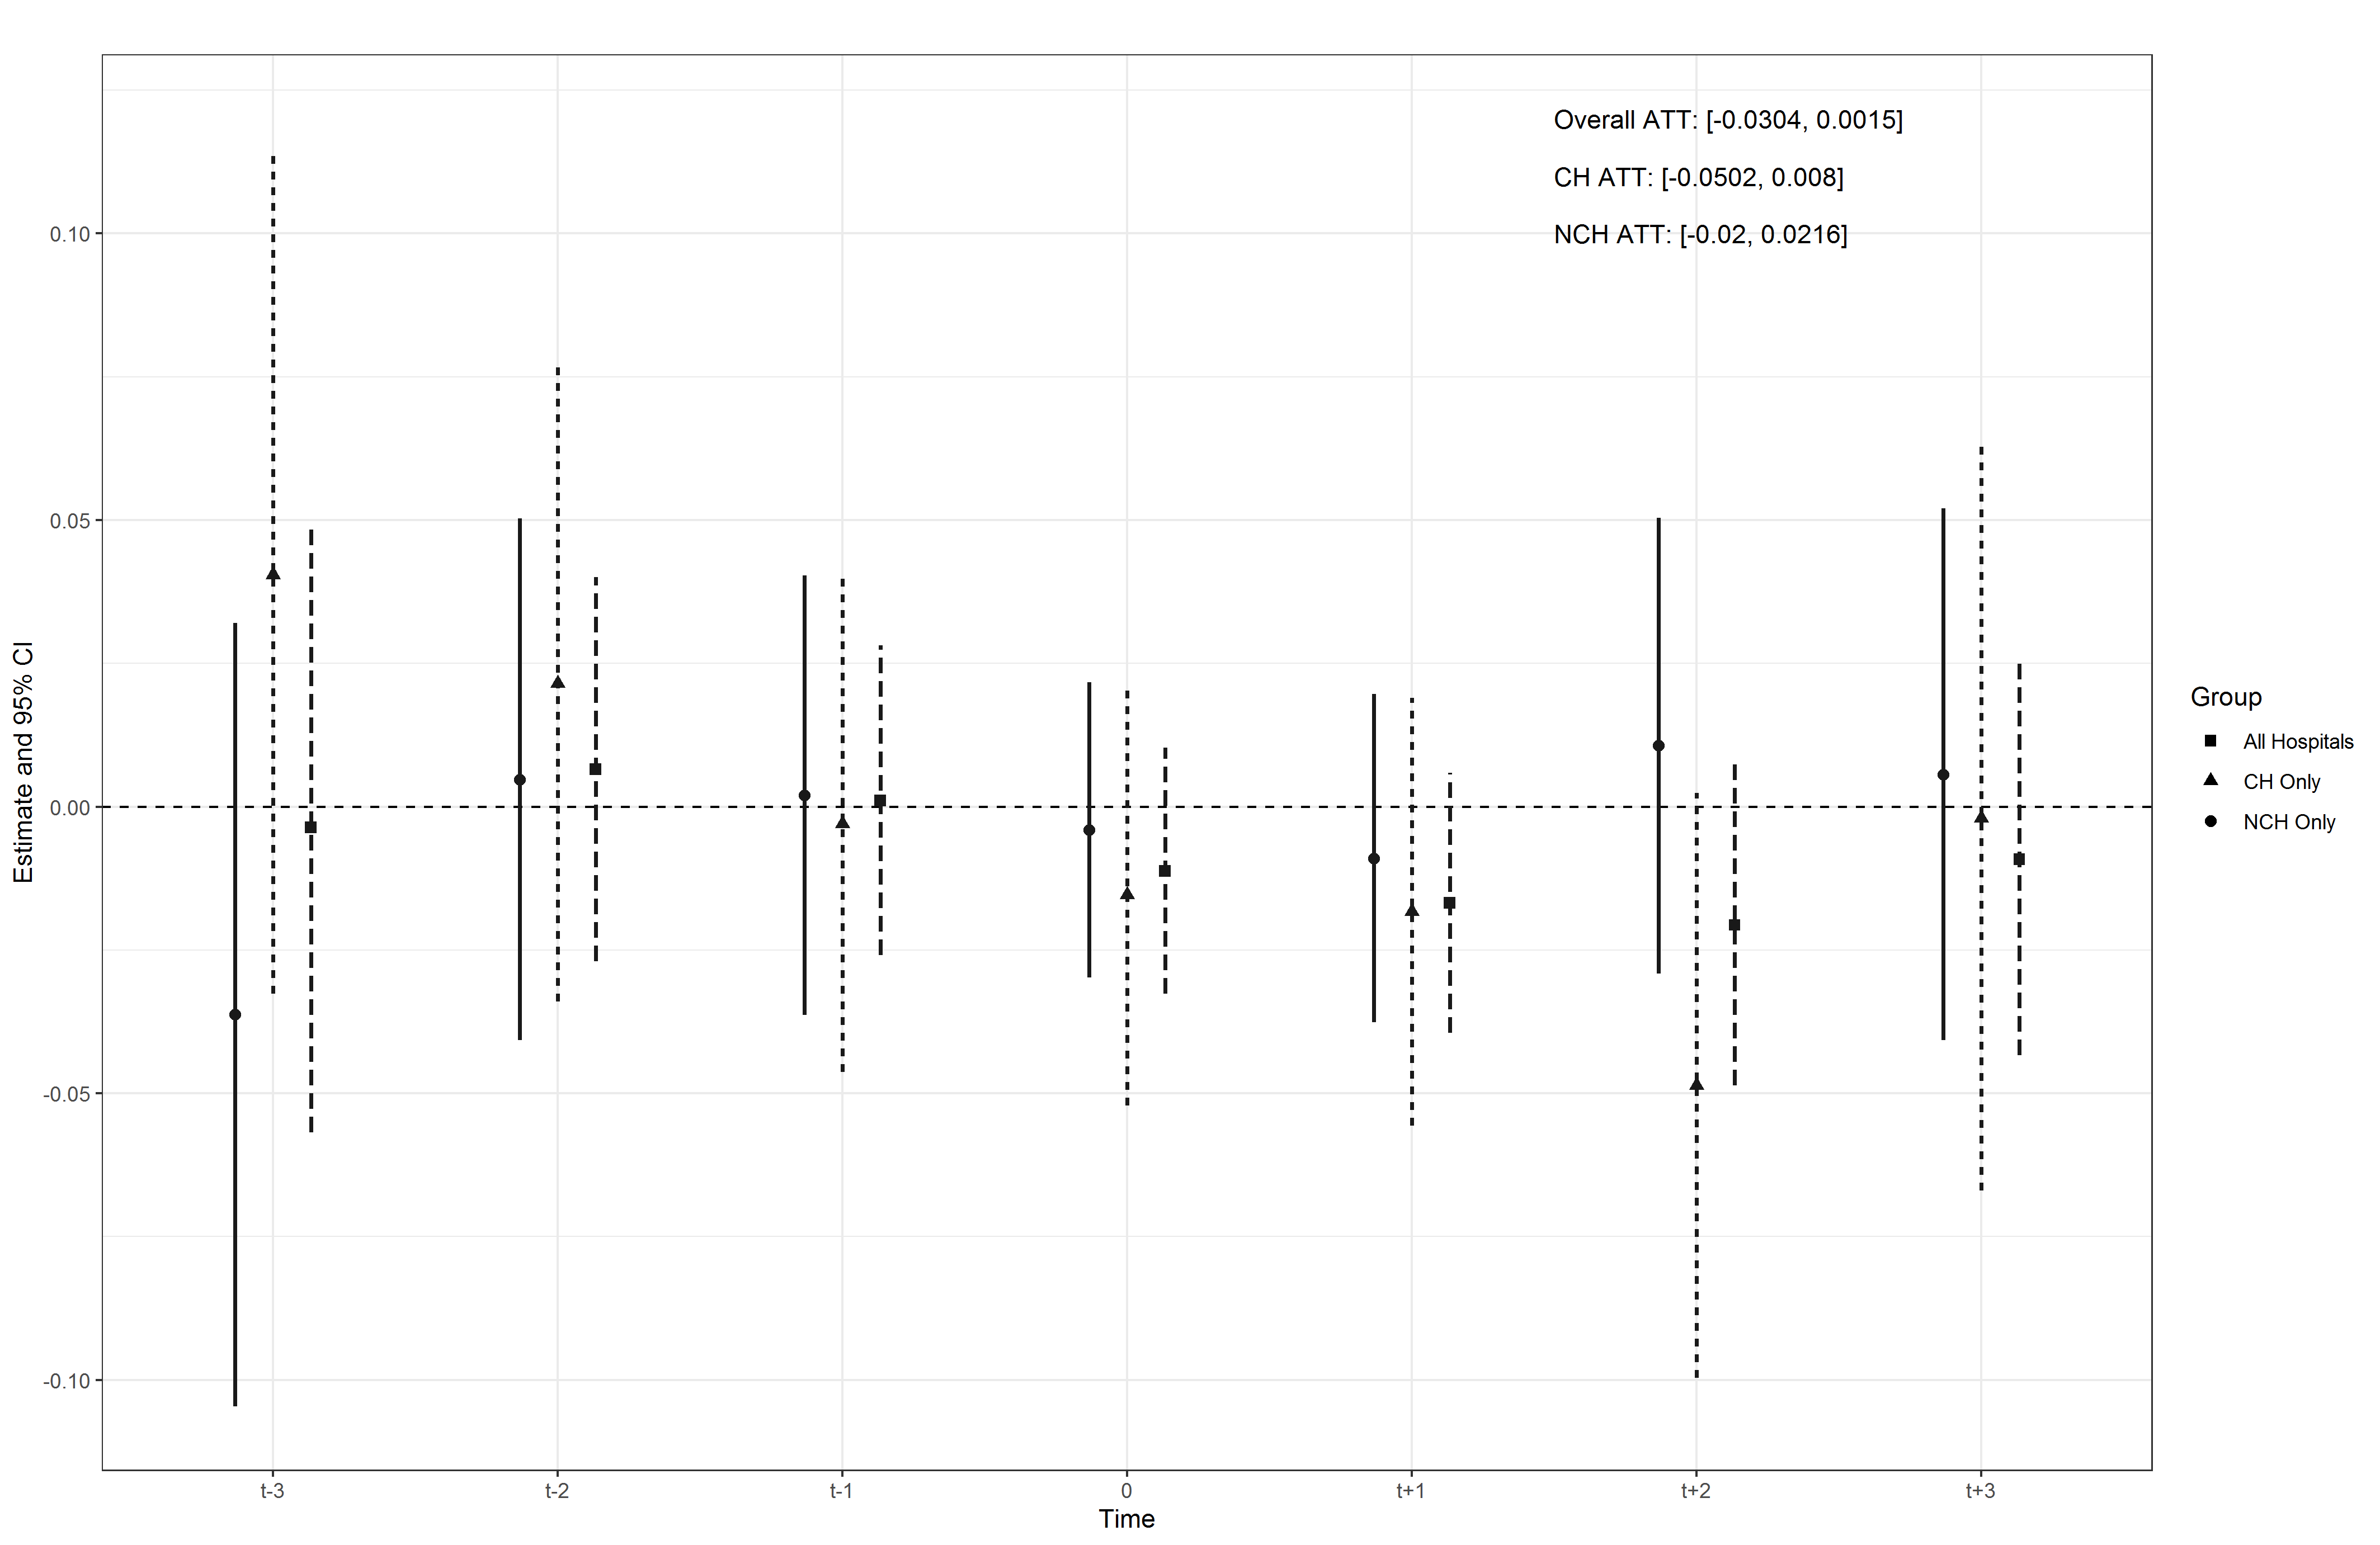 Overall ATT: [-0.0304, 0.0015]
CH ATT: [-0.0502, 0.008]
NCH ATT: [-0.02, 0.0216]
0.10
0.05
0.00
-0.05
-0.10
Estimate and 95% CI
t-3
t-2
t-1
0
t+1
t+2
t+3
Time
Group
All Hospitals
CH Only
NCH Only